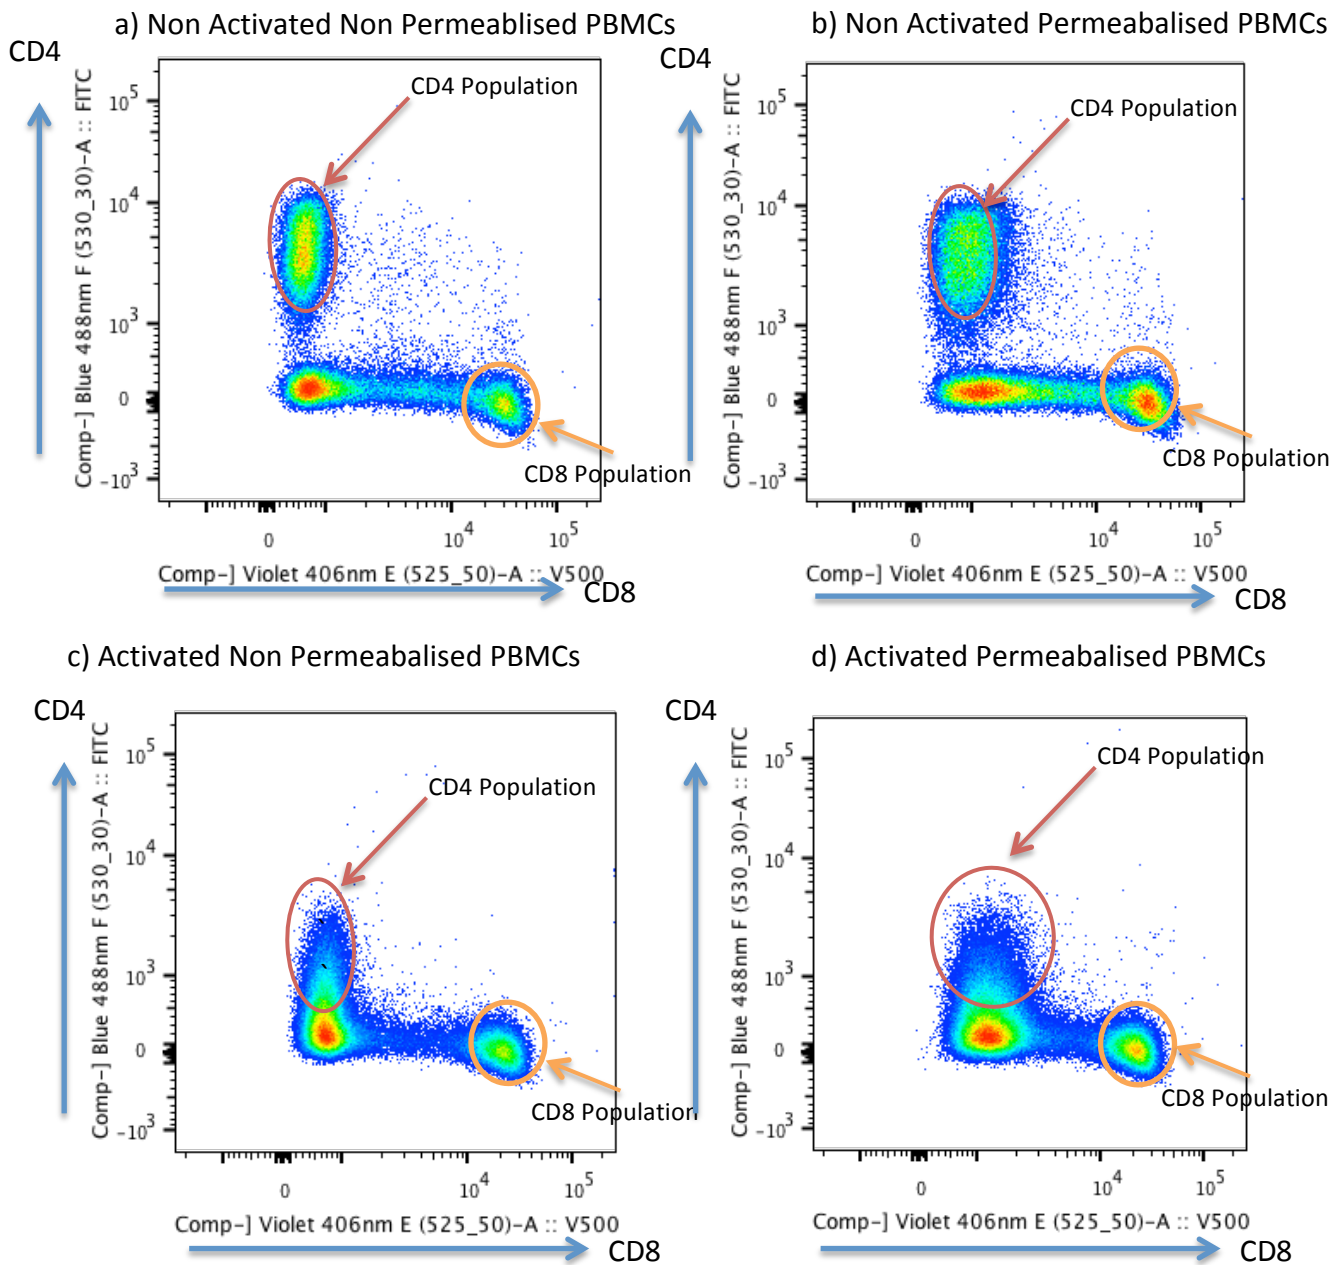 a) Non Activated Non Permeablised PBMCs
CD4
Comp-] Blue 488nm F (530_30)-A :: FITC
10^5
10^4
10^3
0
-10^3
CD4 Population
CD8 Population
0
10^4
10^5
Comp-] Violet 406nm E (525_50)-A :: V500
CD8
b) Non Activated Permeabalised PBMCs
CD4
Comp-] Blue 488nm F (530_30)-A :: FITC
10^5
10^4
10^3
0
-10^3
CD4 Population
CD8 Population
0
10^4
10^5
Comp-] Violet 406nm E (525_50)-A :: V500
CD8
c) Activated Non Permeabalised PBMCs
CD4
Comp-] Blue 488nm F (530_30)-A :: FITC
10^5
10^4
10^3
0
-10^3
CD4 Population
CD8 Population
0
10^4
10^5
Comp-] Violet 406nm E (525_50)-A :: V500
CD8
d) Activated Permeabalised PBMCs
CD4
Comp-] Blue 488nm F (530_30)-A :: FITC
10^5
10^4
10^3
0
-10^3
CD4 Population
CD8 Population
0
10^4
10^5
Comp-] Violet 406nm E (525_50)-A :: V500
CD8